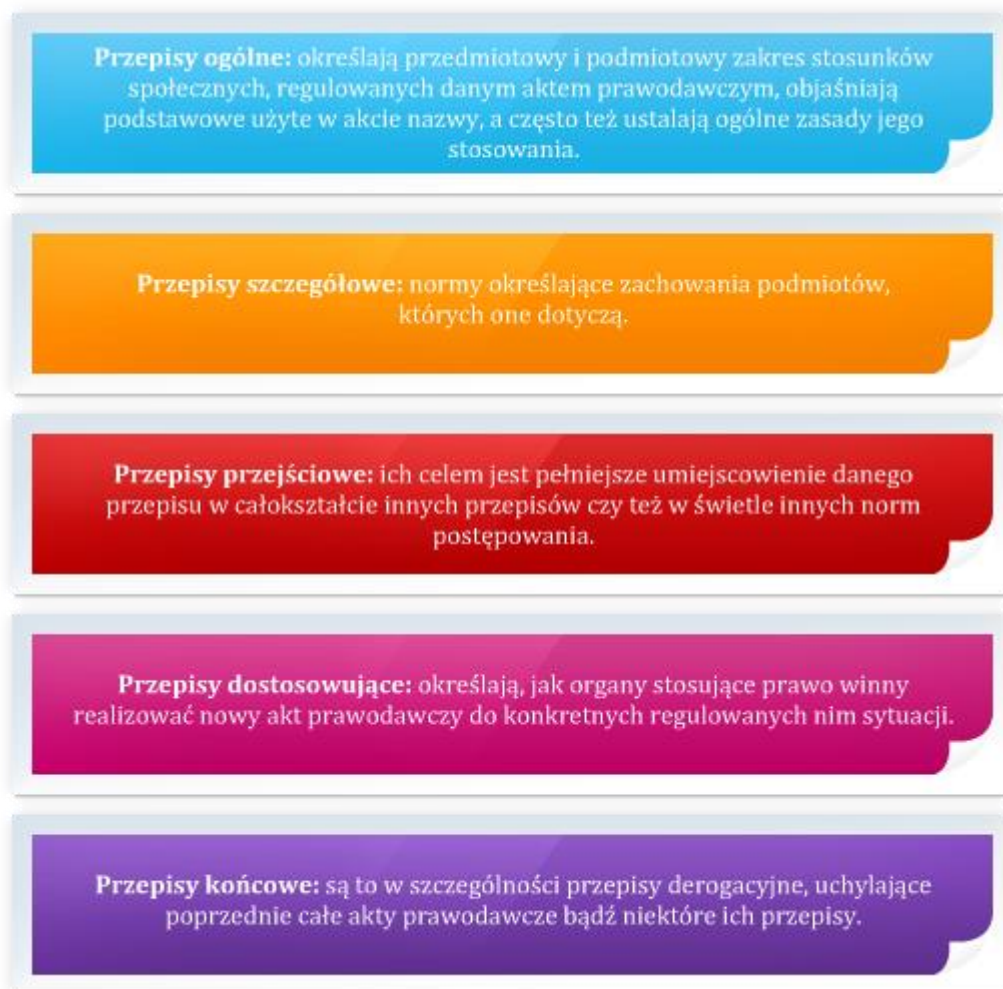 Przepisy ogólne: określają przedmiotowy i podmiotowy zakres stosunków
społecznych, regulowanych danym aktem prawodawczym, objaśniają
podstawowe użyte w akcie nazwy, a często też ustalają ogólne zasady jego
stosowania.
Przepisy szczegółowe: normy określające zachowania podmiotów,
których one dotyczą.
Przepisy przejściowe: ich celem jest pełniejsze umiejscowienie danego
przepisu w całokształcie innych przepisów czy też w świetle innych norm
postępowania.
Przepisy dostosowujące: określają, jak organy stosujące prawo winny
realizować nowy akt prawodawczy do konkretnych regulowanych nim sytuacji.
Przepisy końcowe: są to w szczególności przepisy derogacyjne, uchylające
poprzednie całe akty prawodawcze bądź niektóre ich przepisy.